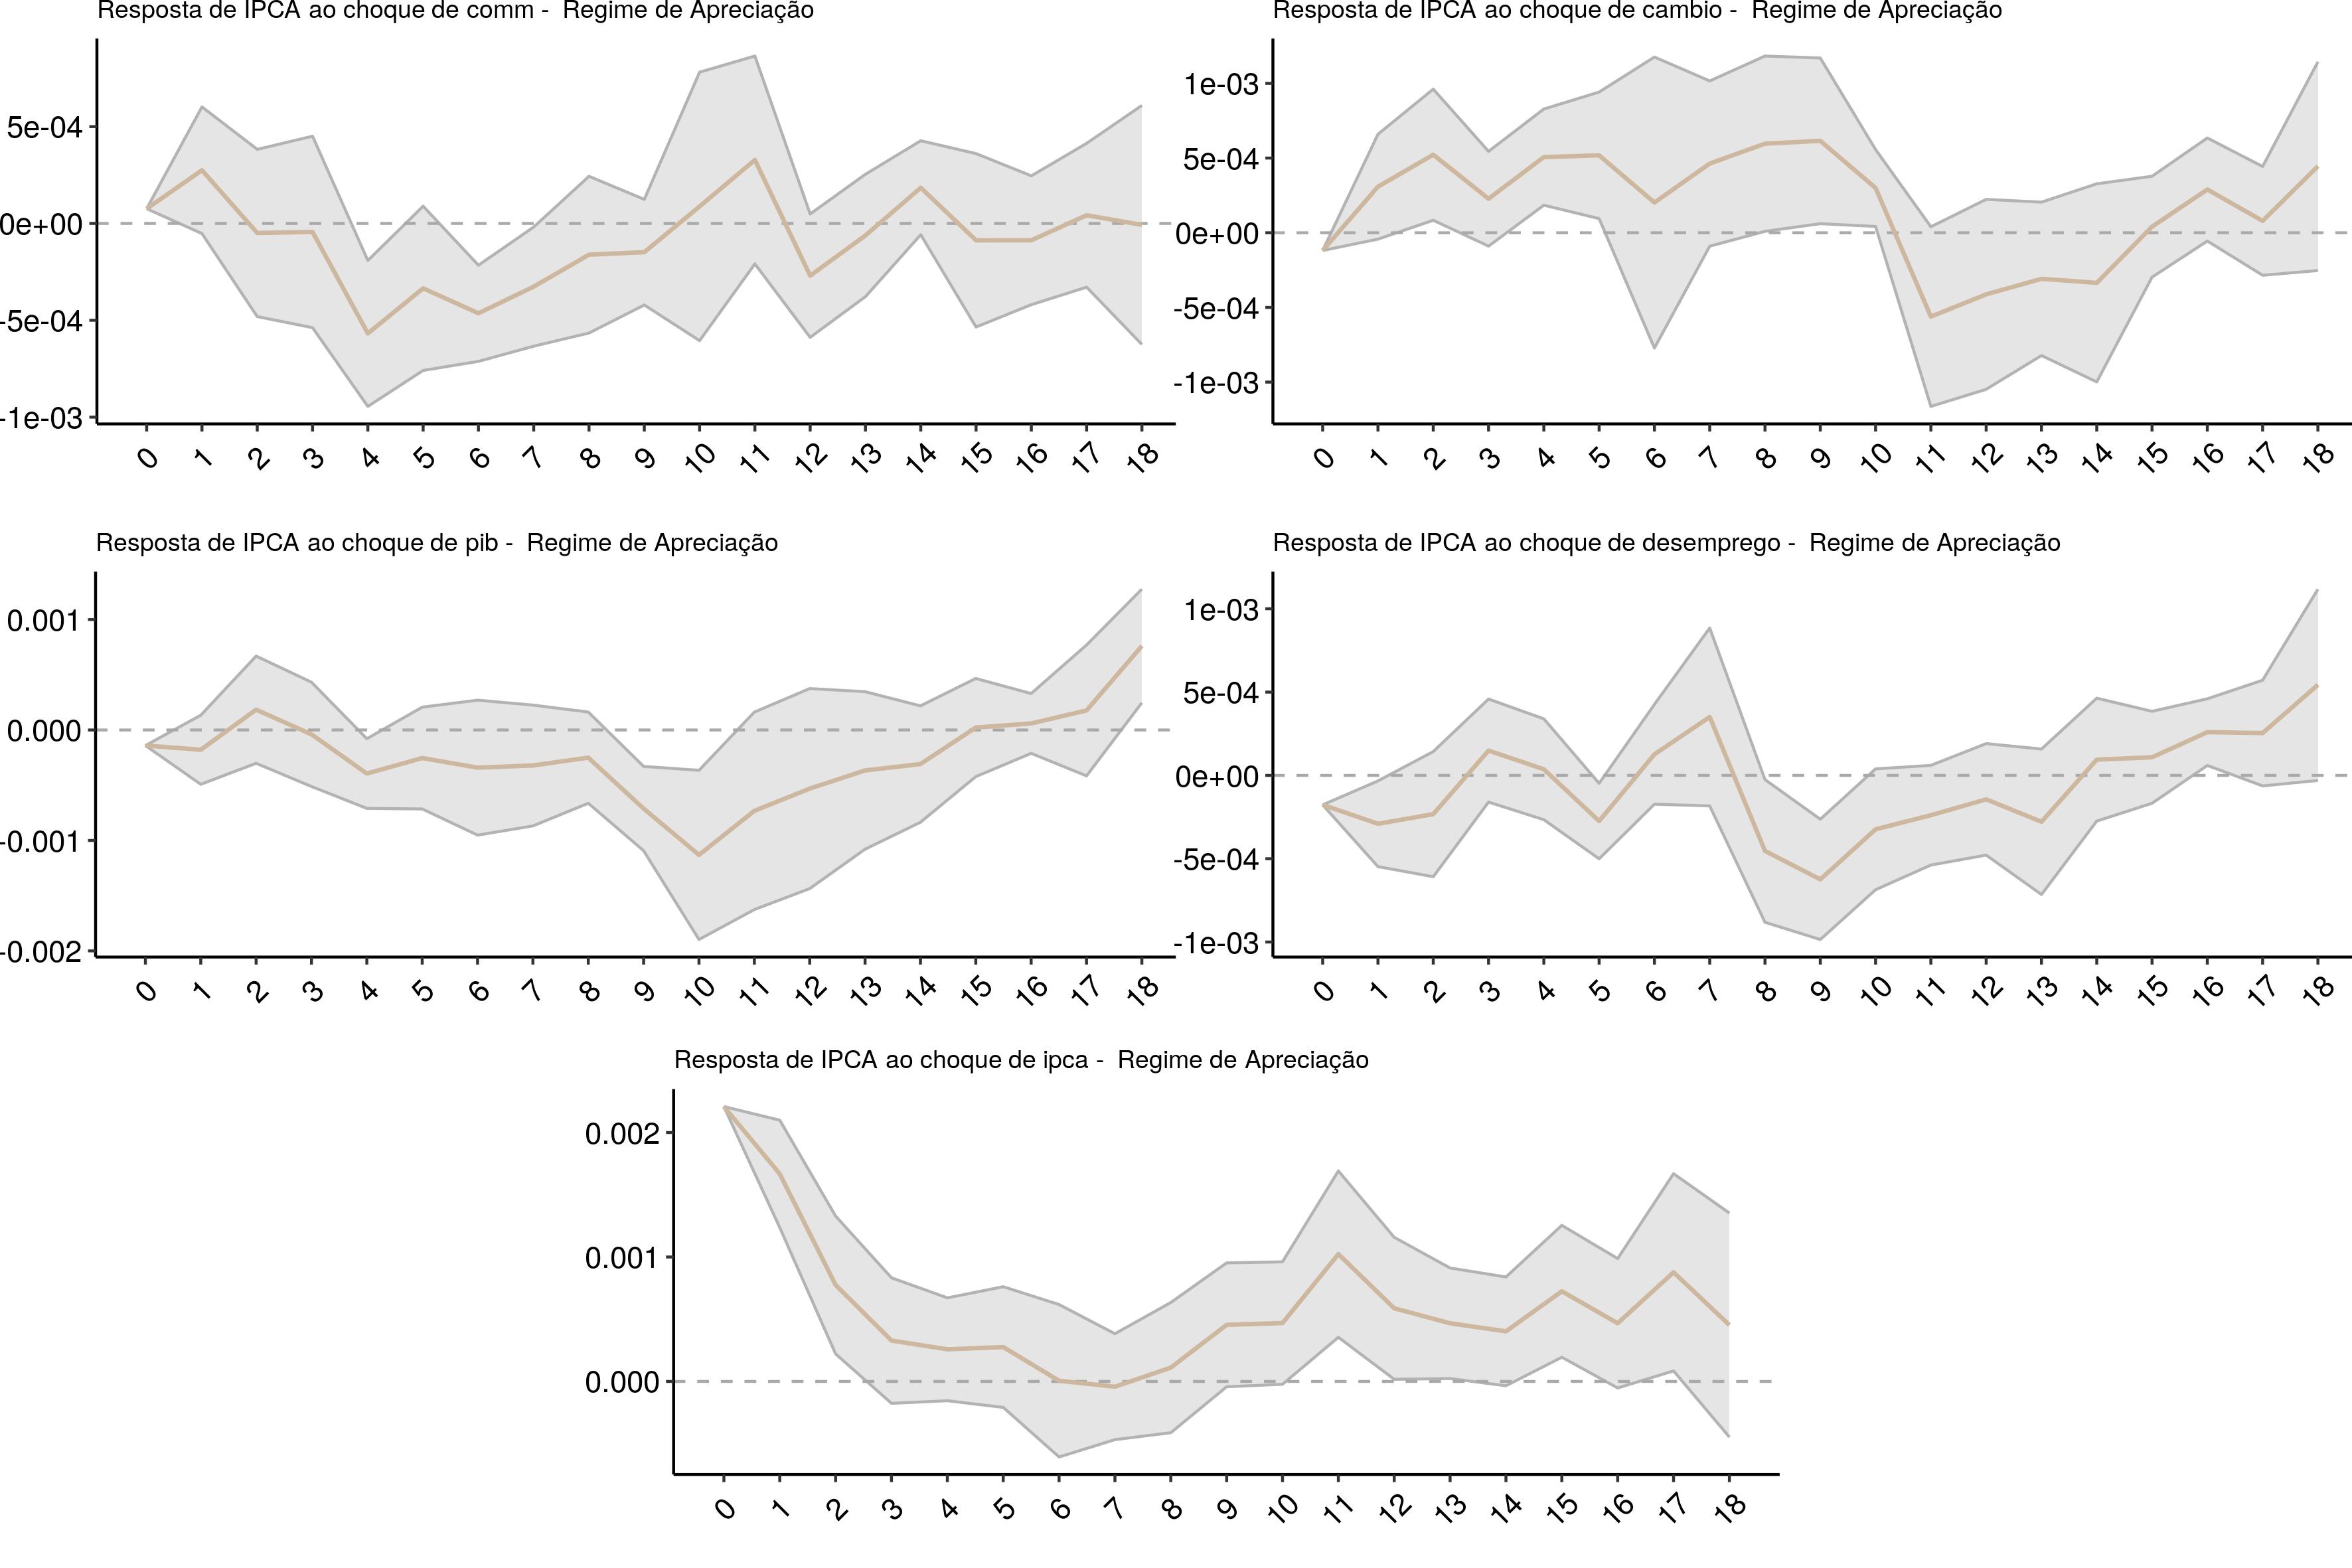 Resposta de IPCA ao choque de comm -  Regime de Apreciação
5e-04
0e+00
-5e-04
-1e-03
0 1 2 3 4 5 6 7 8 9 10 11 12 13 14 15 16 17 18
Resposta de IPCA ao choque de cambio -  Regime de Apreciação
1e-03
5e-04
0e+00
-5e-04
-1e-03
0 1 2 3 4 5 6 7 8 9 10 11 12 13 14 15 16 17 18
Resposta de IPCA ao choque de pib -  Regime de Apreciação
0.001
0.000
-0.001
-0.002
0 1 2 3 4 5 6 7 8 9 10 11 12 13 14 15 16 17 18
Resposta de IPCA ao choque de desemprego -  Regime de Apreciação
1e-03
5e-04
0e+00
-5e-04
-1e-03
0 1 2 3 4 5 6 7 8 9 10 11 12 13 14 15 16 17 18
Resposta de IPCA ao choque de ipca -  Regime de Apreciação
0.002
0.001
0.000
0 1 2 3 4 5 6 7 8 9 10 11 12 13 14 15 16 17 18